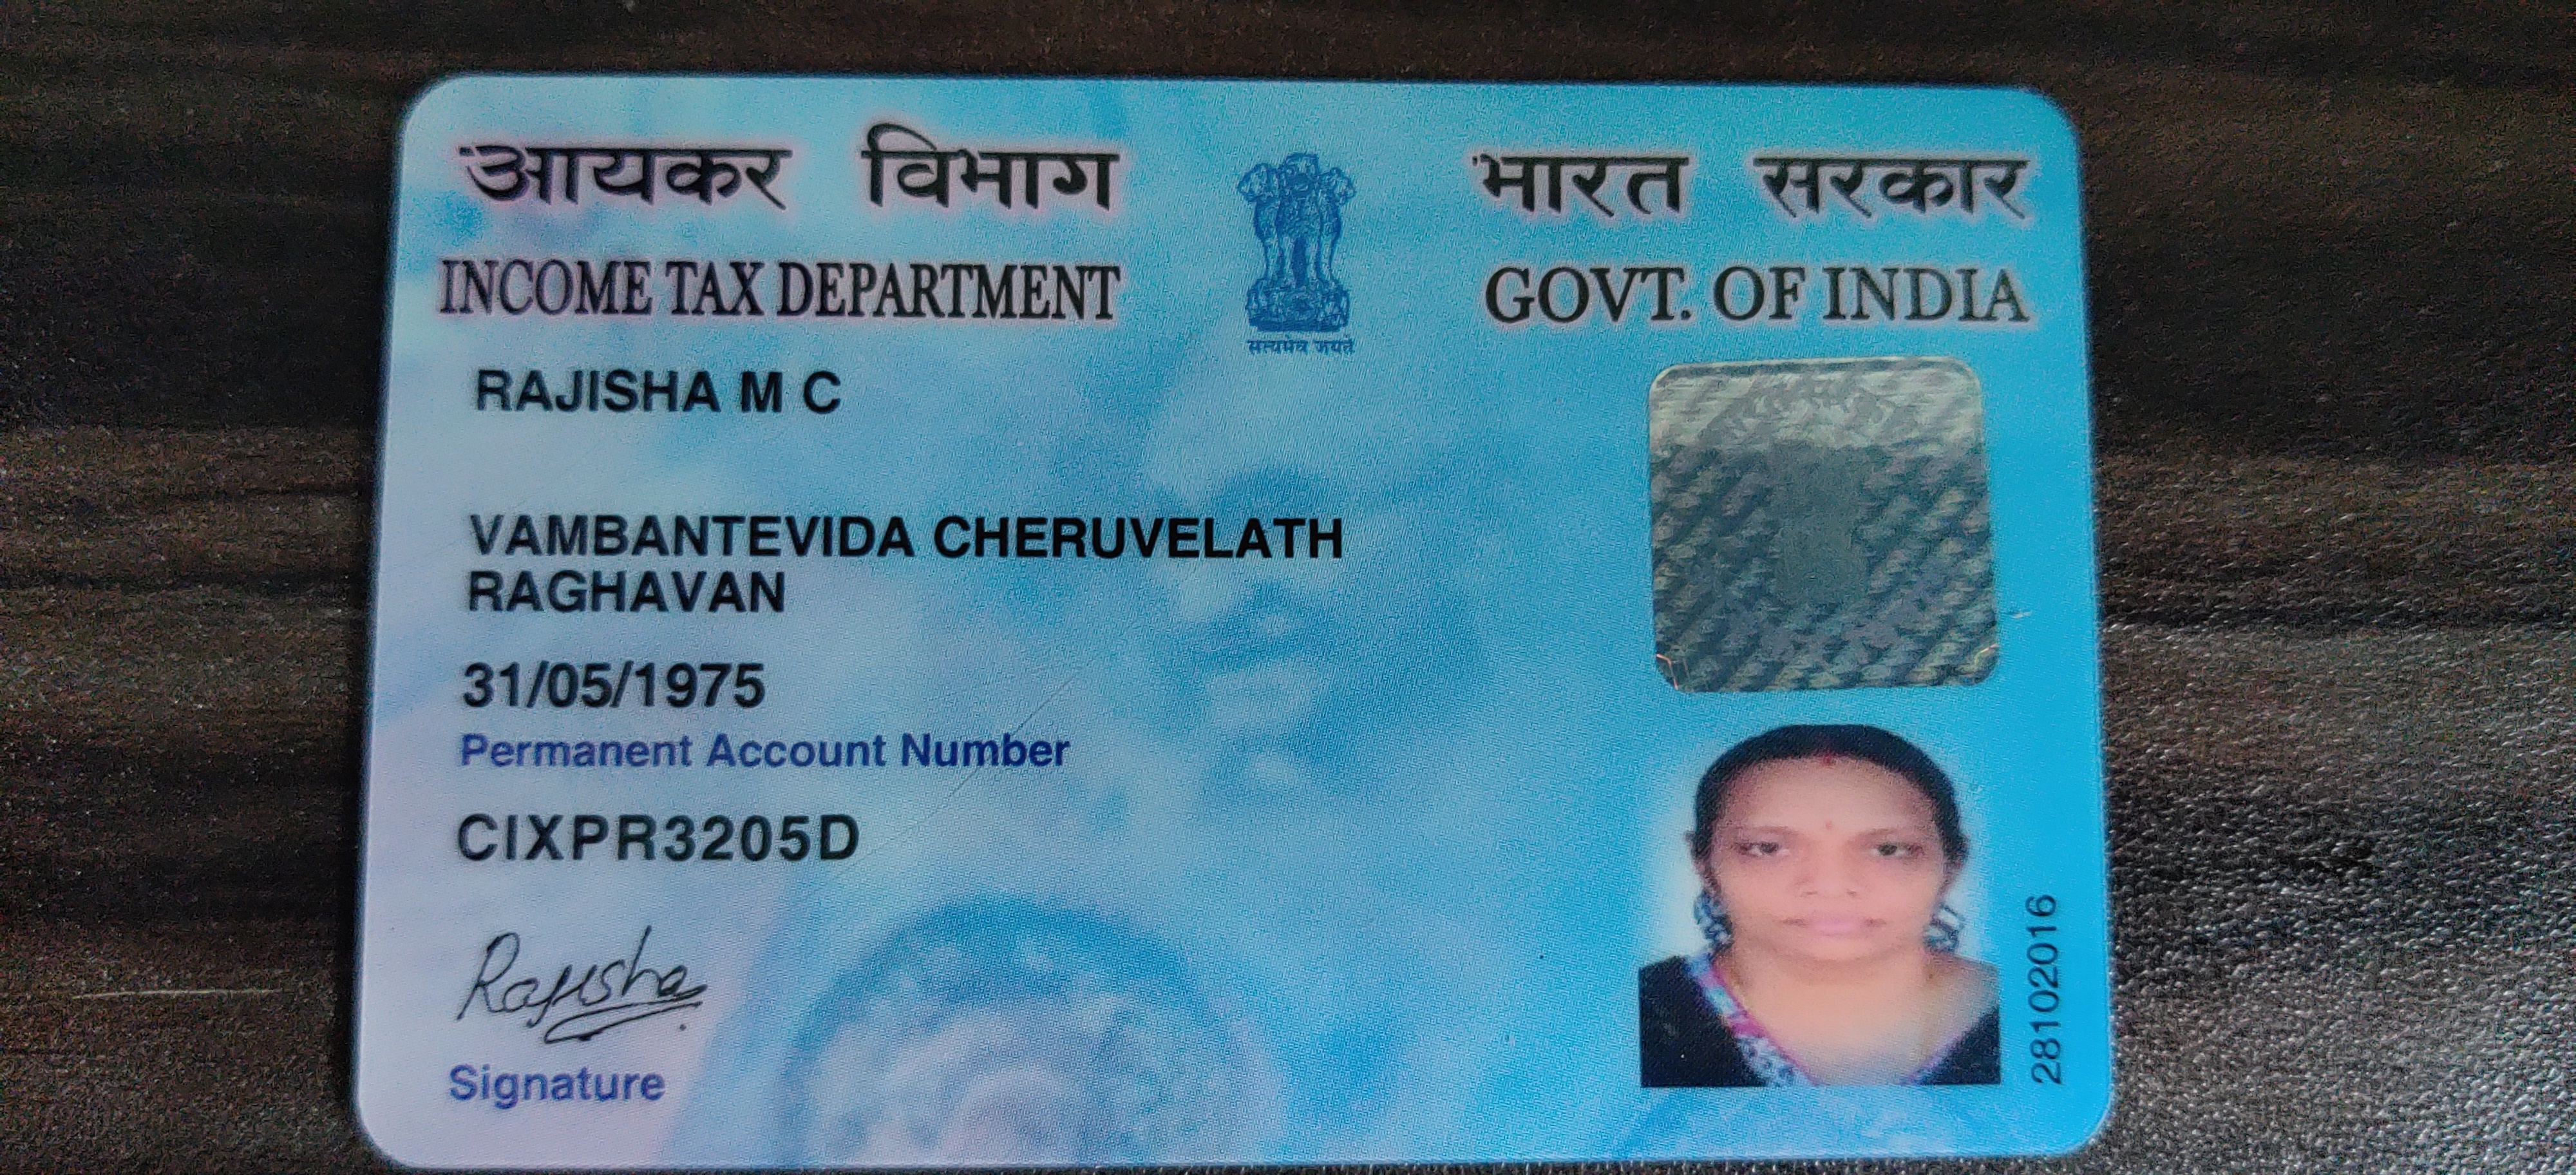 आयकर विभाग भारत सरकार
INCOME TAX DEPARTMENT GOVT. OF INDIA
सत्यमेव जयते
RAJISHA M C
VAMBANTEVIDA CHERUVELATH
RAGHAVAN
31/05/1975
Permanent Account Number
CIXPR3205D
Rajisha
Signature
28102016